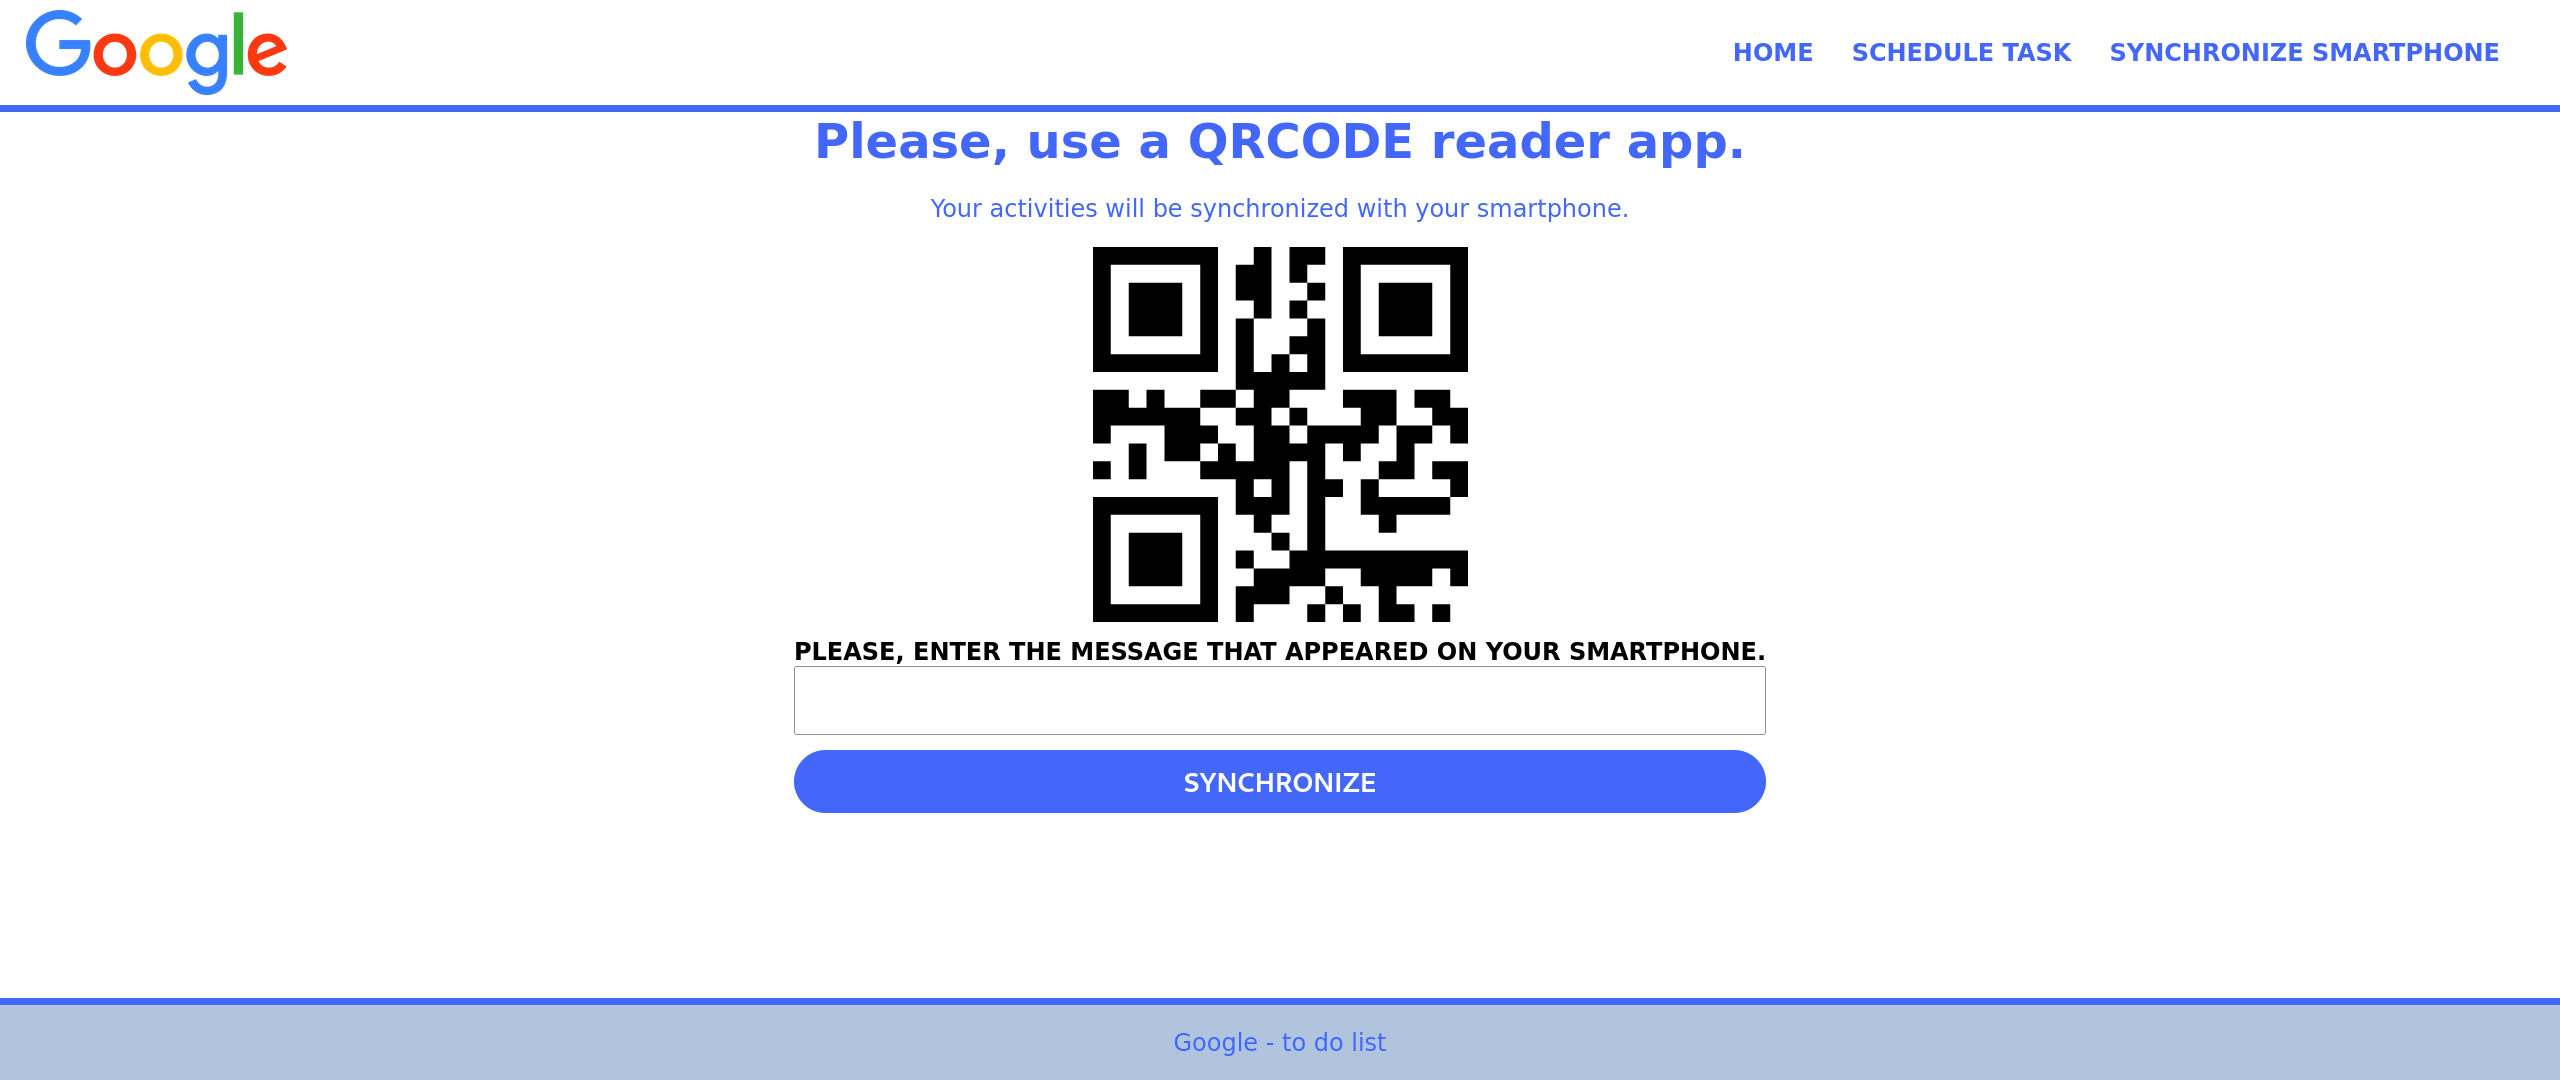 Google
HOME SCHEDULE TASK SYNCHRONIZE SMARTPHONE
Please, use a QRCODE reader app.
Your activities will be synchronized with your smartphone.
PLEASE, ENTER THE MESSAGE THAT APPEARED ON YOUR SMARTPHONE.
SYNCHRONIZE
Google - to do list